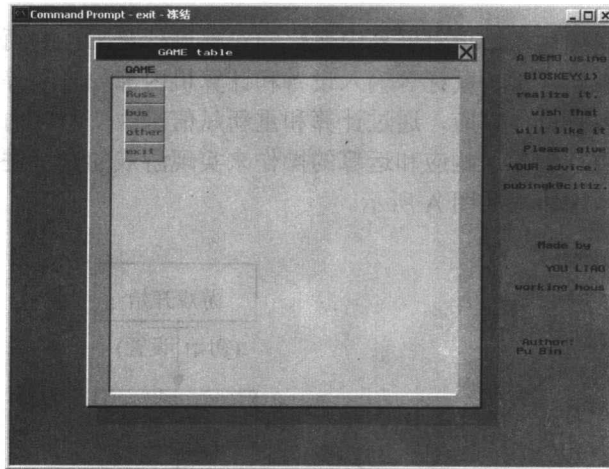 Command Prompt - exit - 冻结
GAME table
GAME
Russ
bus
other
exit
A DEMO using
BIOSKEY(1)
realize it.
wish that
will like it
Please give
YOUR advice.
Made by
YOU LIAO
working hous
Author:
Pu Bin